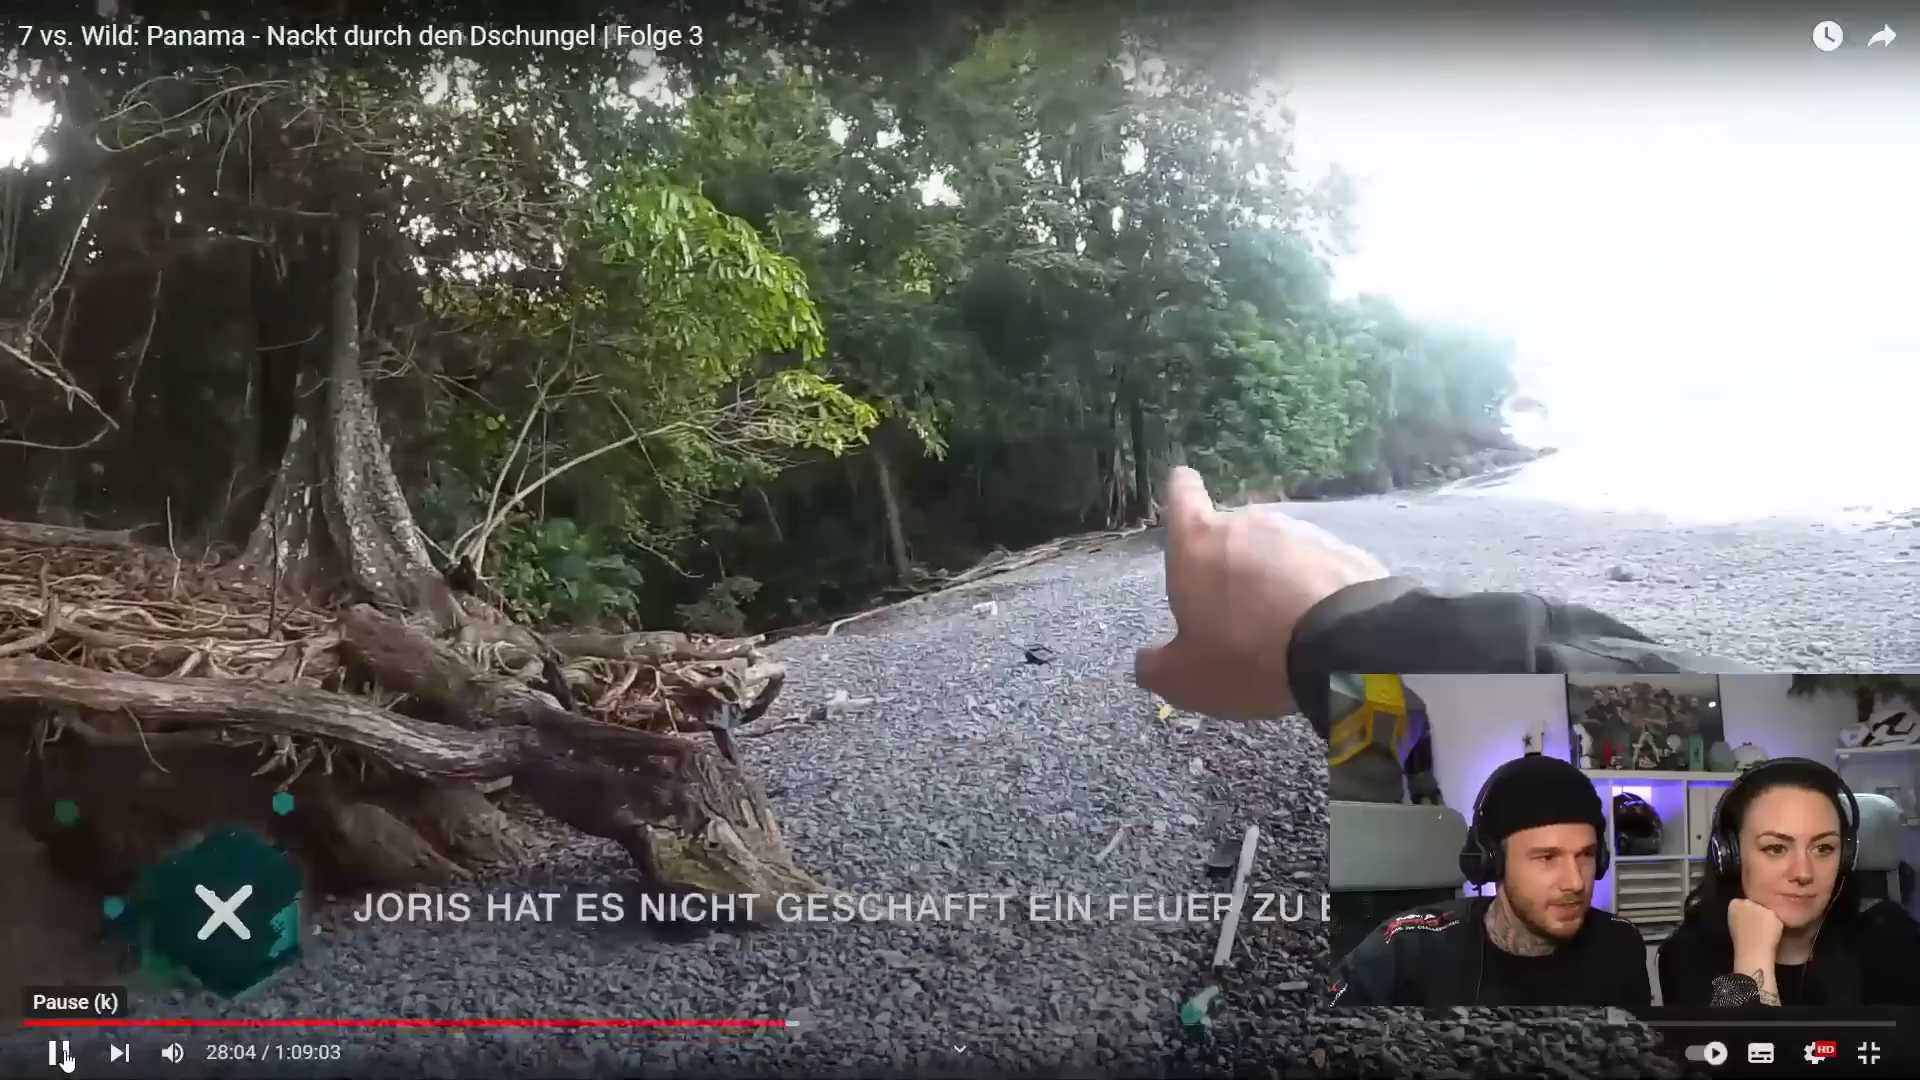 7 vs. Wild: Panama - Nackt durch den Dschungel | Folge 3
JORIS HAT ES NICHT GESCHAFFT EIN FEUER ZU
Pause (k)
28:04 / 1:09:03
HD